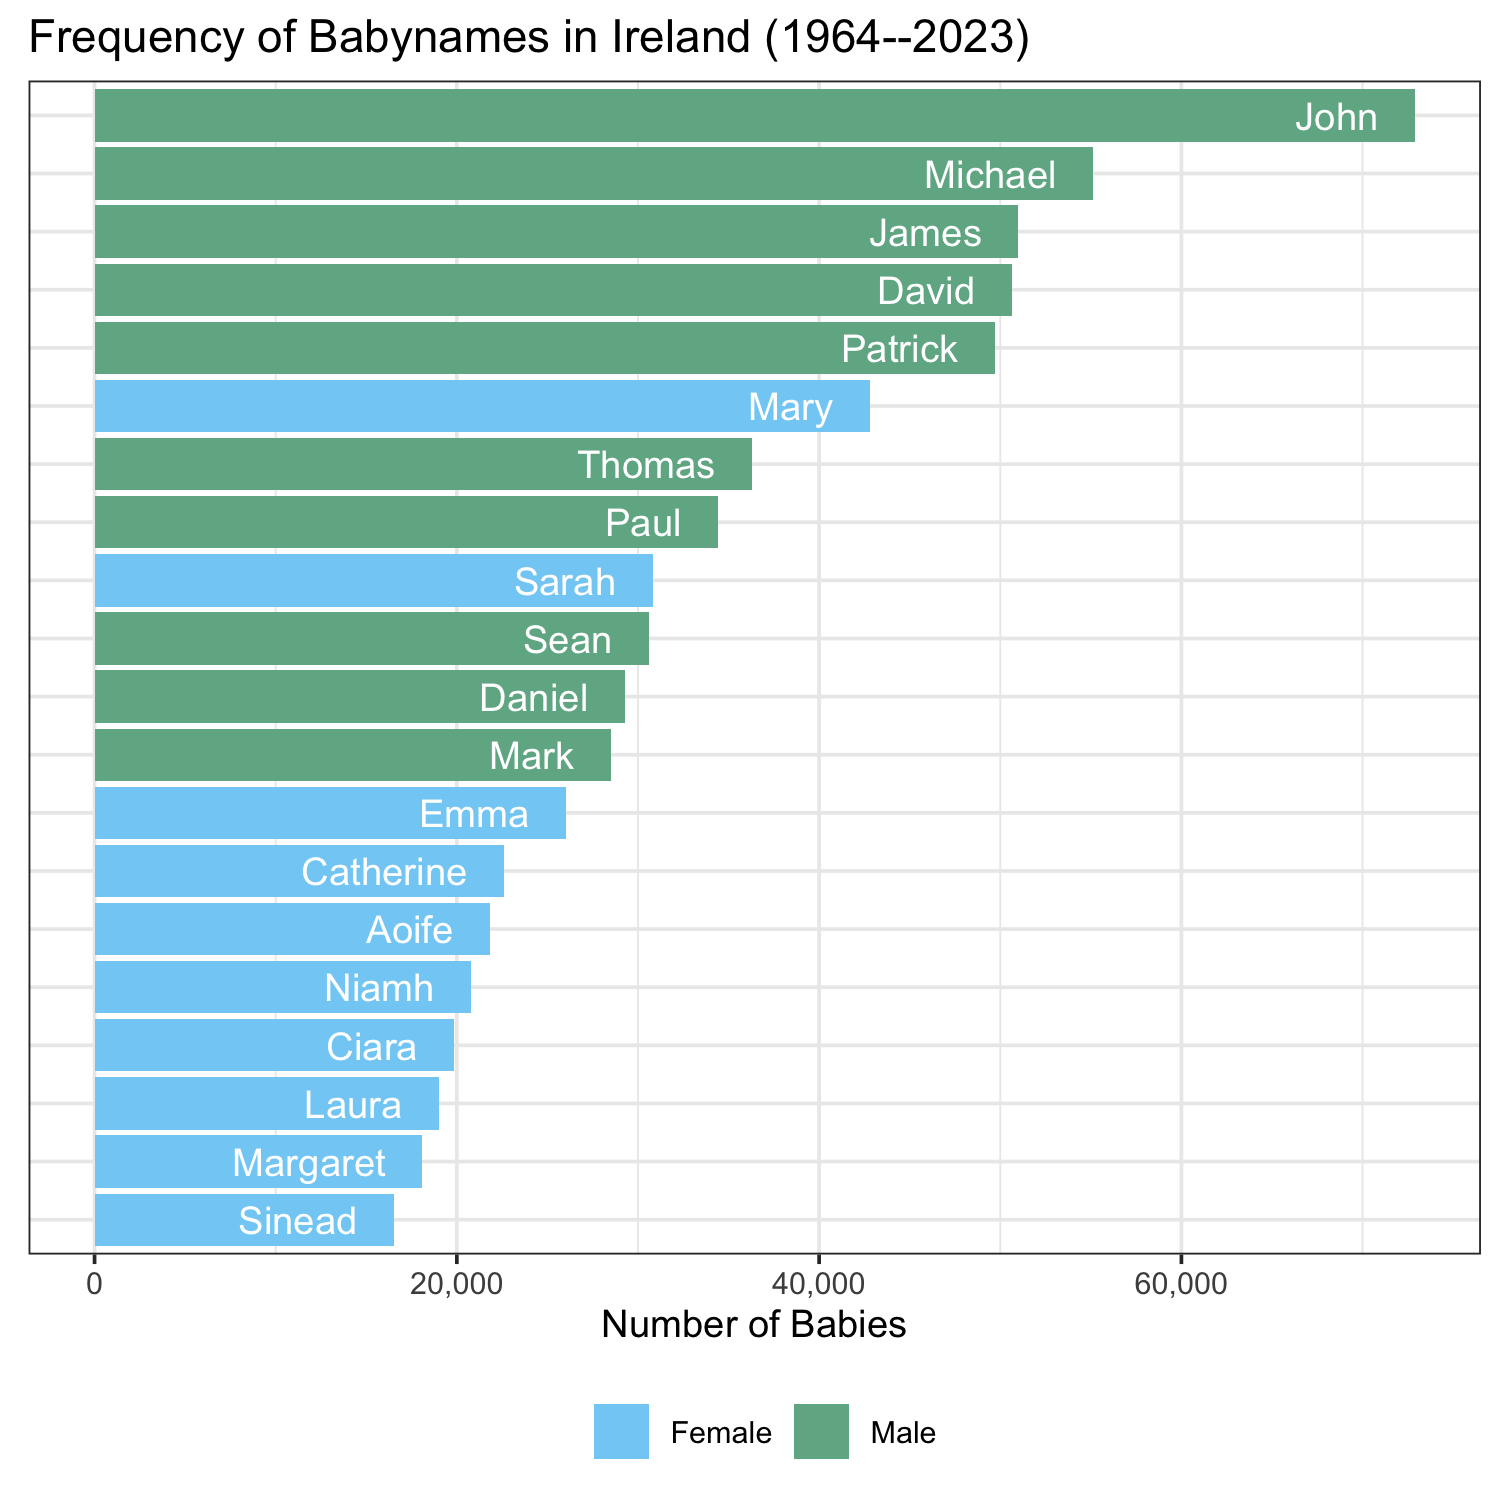 Frequency of Babynames in Ireland (1964--2023)
John
Michael
James
David
Patrick
Mary
Thomas
Paul
Sarah
Sean
Daniel
Mark
Emma
Catherine
Aoife
Niamh
Ciara
Laura
Margaret
Sinead
0 20,000 40,000 60,000
Number of Babies
Female Male